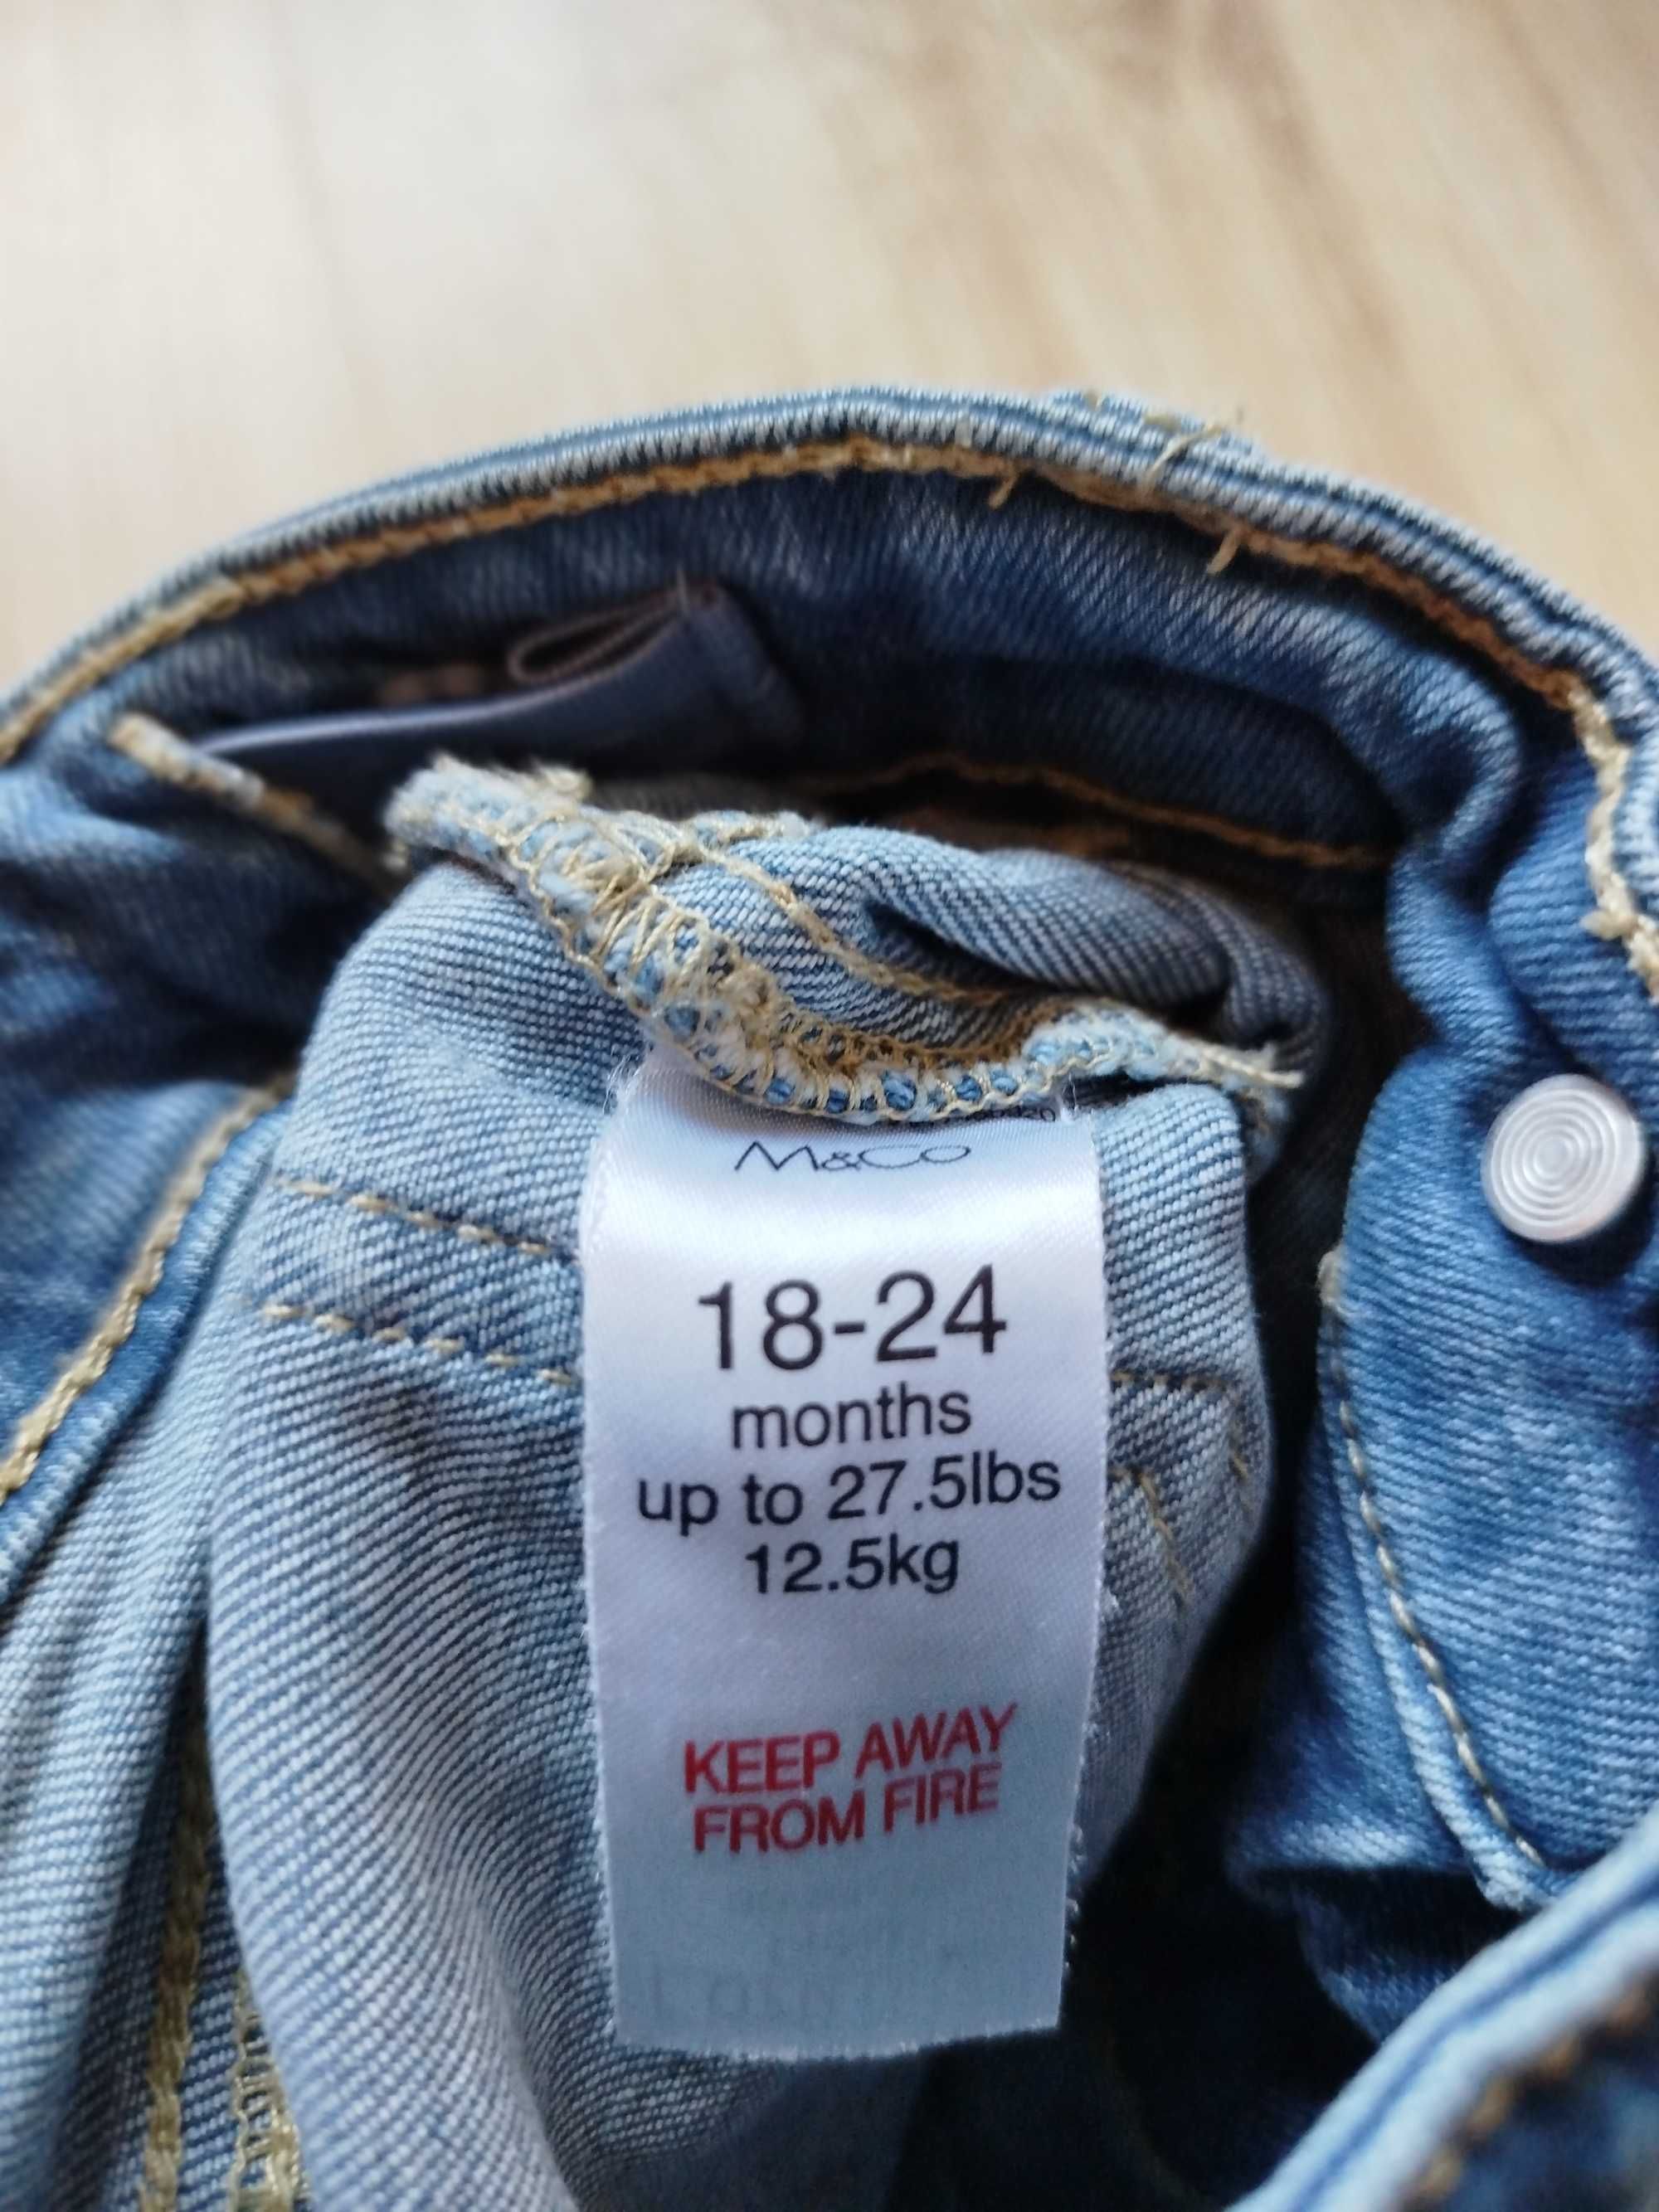 M&Co
18-24
months
up to 27.5lbs
12.5kg
KEEP AWAY
FROM FIRE